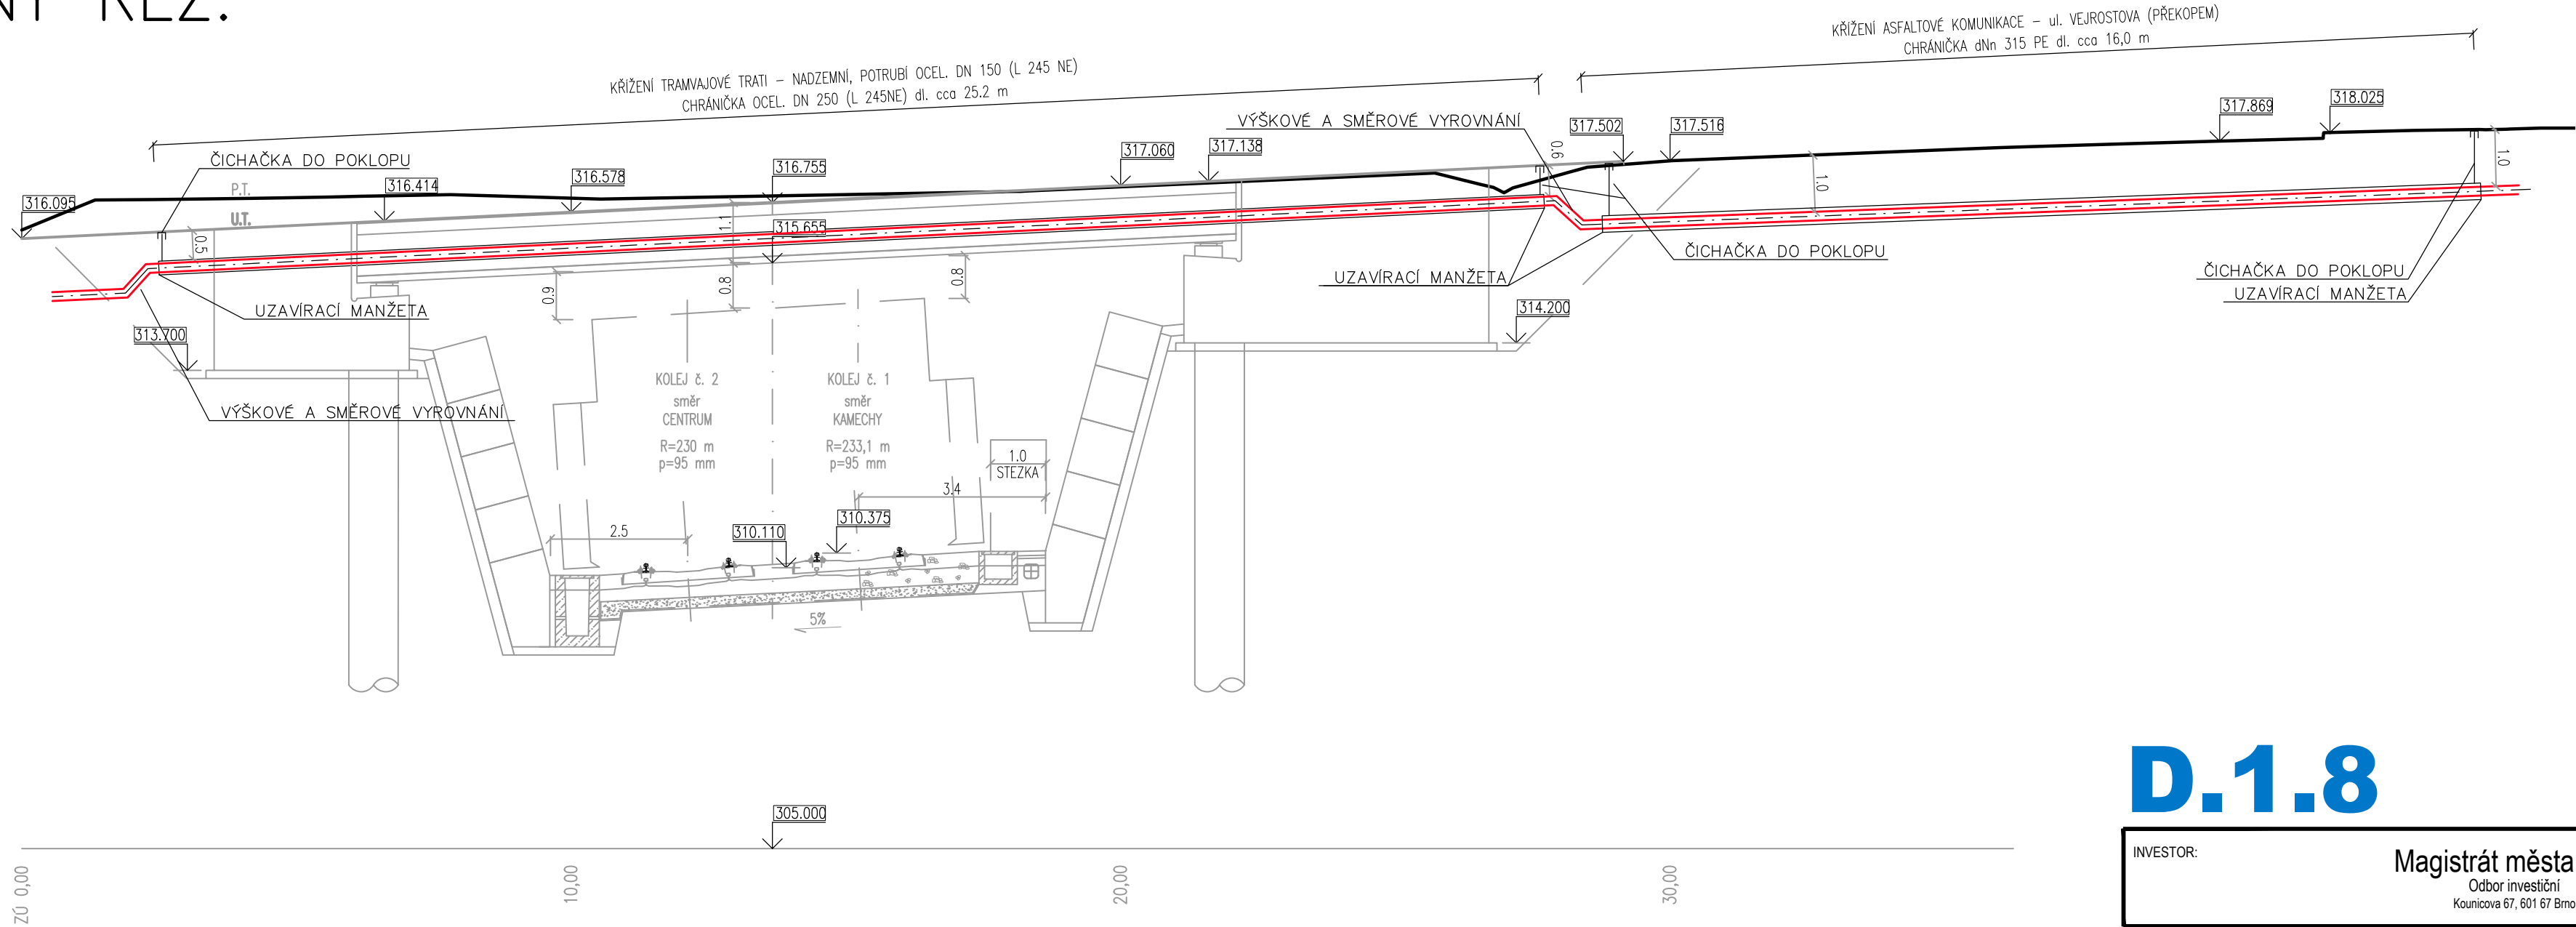 KŘÍŽENÍ ASFALTOVÉ KOMUNIKACE – ul. VEJROSTOVA (PŘEKOPEM)
CHRÁNIČKA dNn 315 PE dl. cca 16,0 m
KŘÍŽENÍ TRAMVAJOVÉ TRATI – NADZEMNÍ, POTRUBÍ OCEL. DN 150 (L 245 NE)
CHRÁNIČKA OCEL. DN 250 (L 245NE) dl. cca 25.2 m
VÝŠKOVÉ A SMĚROVÉ VYROVNÁNÍ
317.502
317.516
317.869
318.025
ČICHAČKA DO POKLOPU
316.095
P.T.
U.T.
316.414
316.578
316.755
317.060
317.138
0.6
1.0
1.0
0.5
1.1
315.655
0.9
0.8
0.8
UZAVÍRACÍ MANŽETA
ČICHAČKA DO POKLOPU
ČICHAČKA DO POKLOPU
UZAVÍRACÍ MANŽETA
UZAVÍRACÍ MANŽETA
313.700
314.200
VÝŠKOVÉ A SMĚROVÉ VYROVNÁNÍ
KOLEJ č. 2
směr
CENTRUM
R=230 m
p=95 mm
KOLEJ č. 1
směr
KAMECHY
R=233,1 m
p=95 mm
1.0
STEZKA
3.4
2.5
310.110
310.375
5%
305.000
ZÚ 0,00
10,00
20,00
30,00
D.1.8
INVESTOR:
Magistrát města
Odbor investiční
Kounicova 67, 601 67 Brno